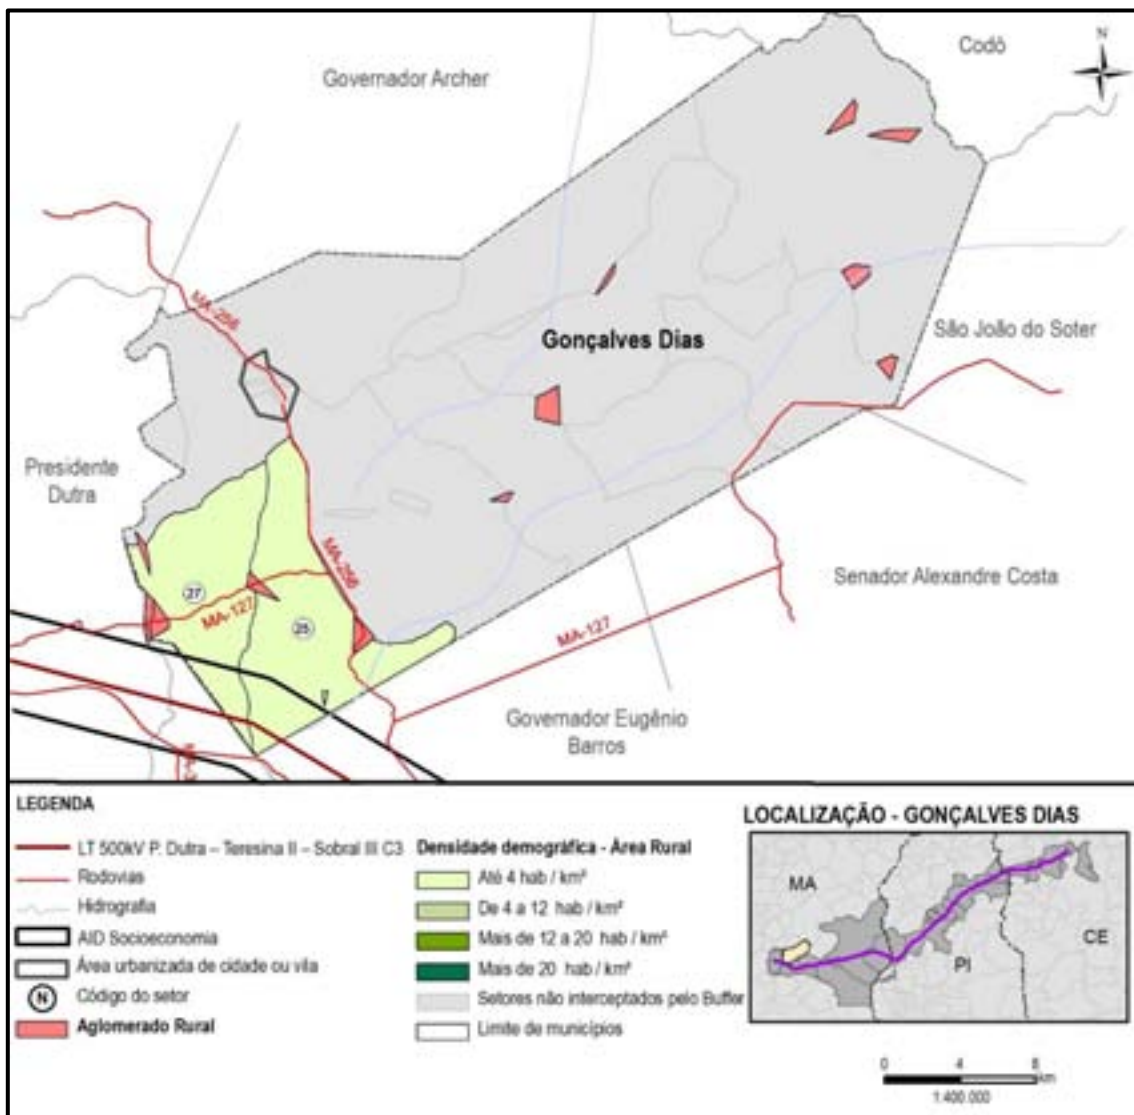 Codó
N
Governador Archer
MA-256
Gonçalves Dias
São João do Soter
Presidente
Dutra
MA-256
27
MA-127
25
Senador Alexandre Costa
MA-127
Governador Eugênio
Barros
LEGENDA
LT 500kV P. Dutra – Teresina II – Sobral III C3
Rodovias
Hidrografia
AID Socioeconomia
Área urbanizada de cidade ou vila
N Código do setor
Aglomerado Rural
Densidade demográfica - Área Rural
Até 4 hab / km²
De 4 a 12 hab / km²
Mais de 12 a 20 hab / km²
Mais de 20 hab / km²
Setores não interceptados pelo Buffer
Limite de municípios
LOCALIZAÇÃO - GONÇALVES DIAS
MA
CE
PI
0 4 8
Km
1:400.000